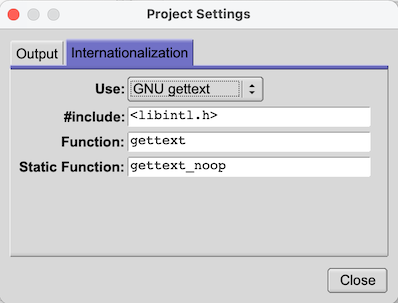 Project Settings
Output Internationalization
Use: GNU gettext
#include: <libintl.h>
Function: gettext
Static Function: gettext_noop
Close